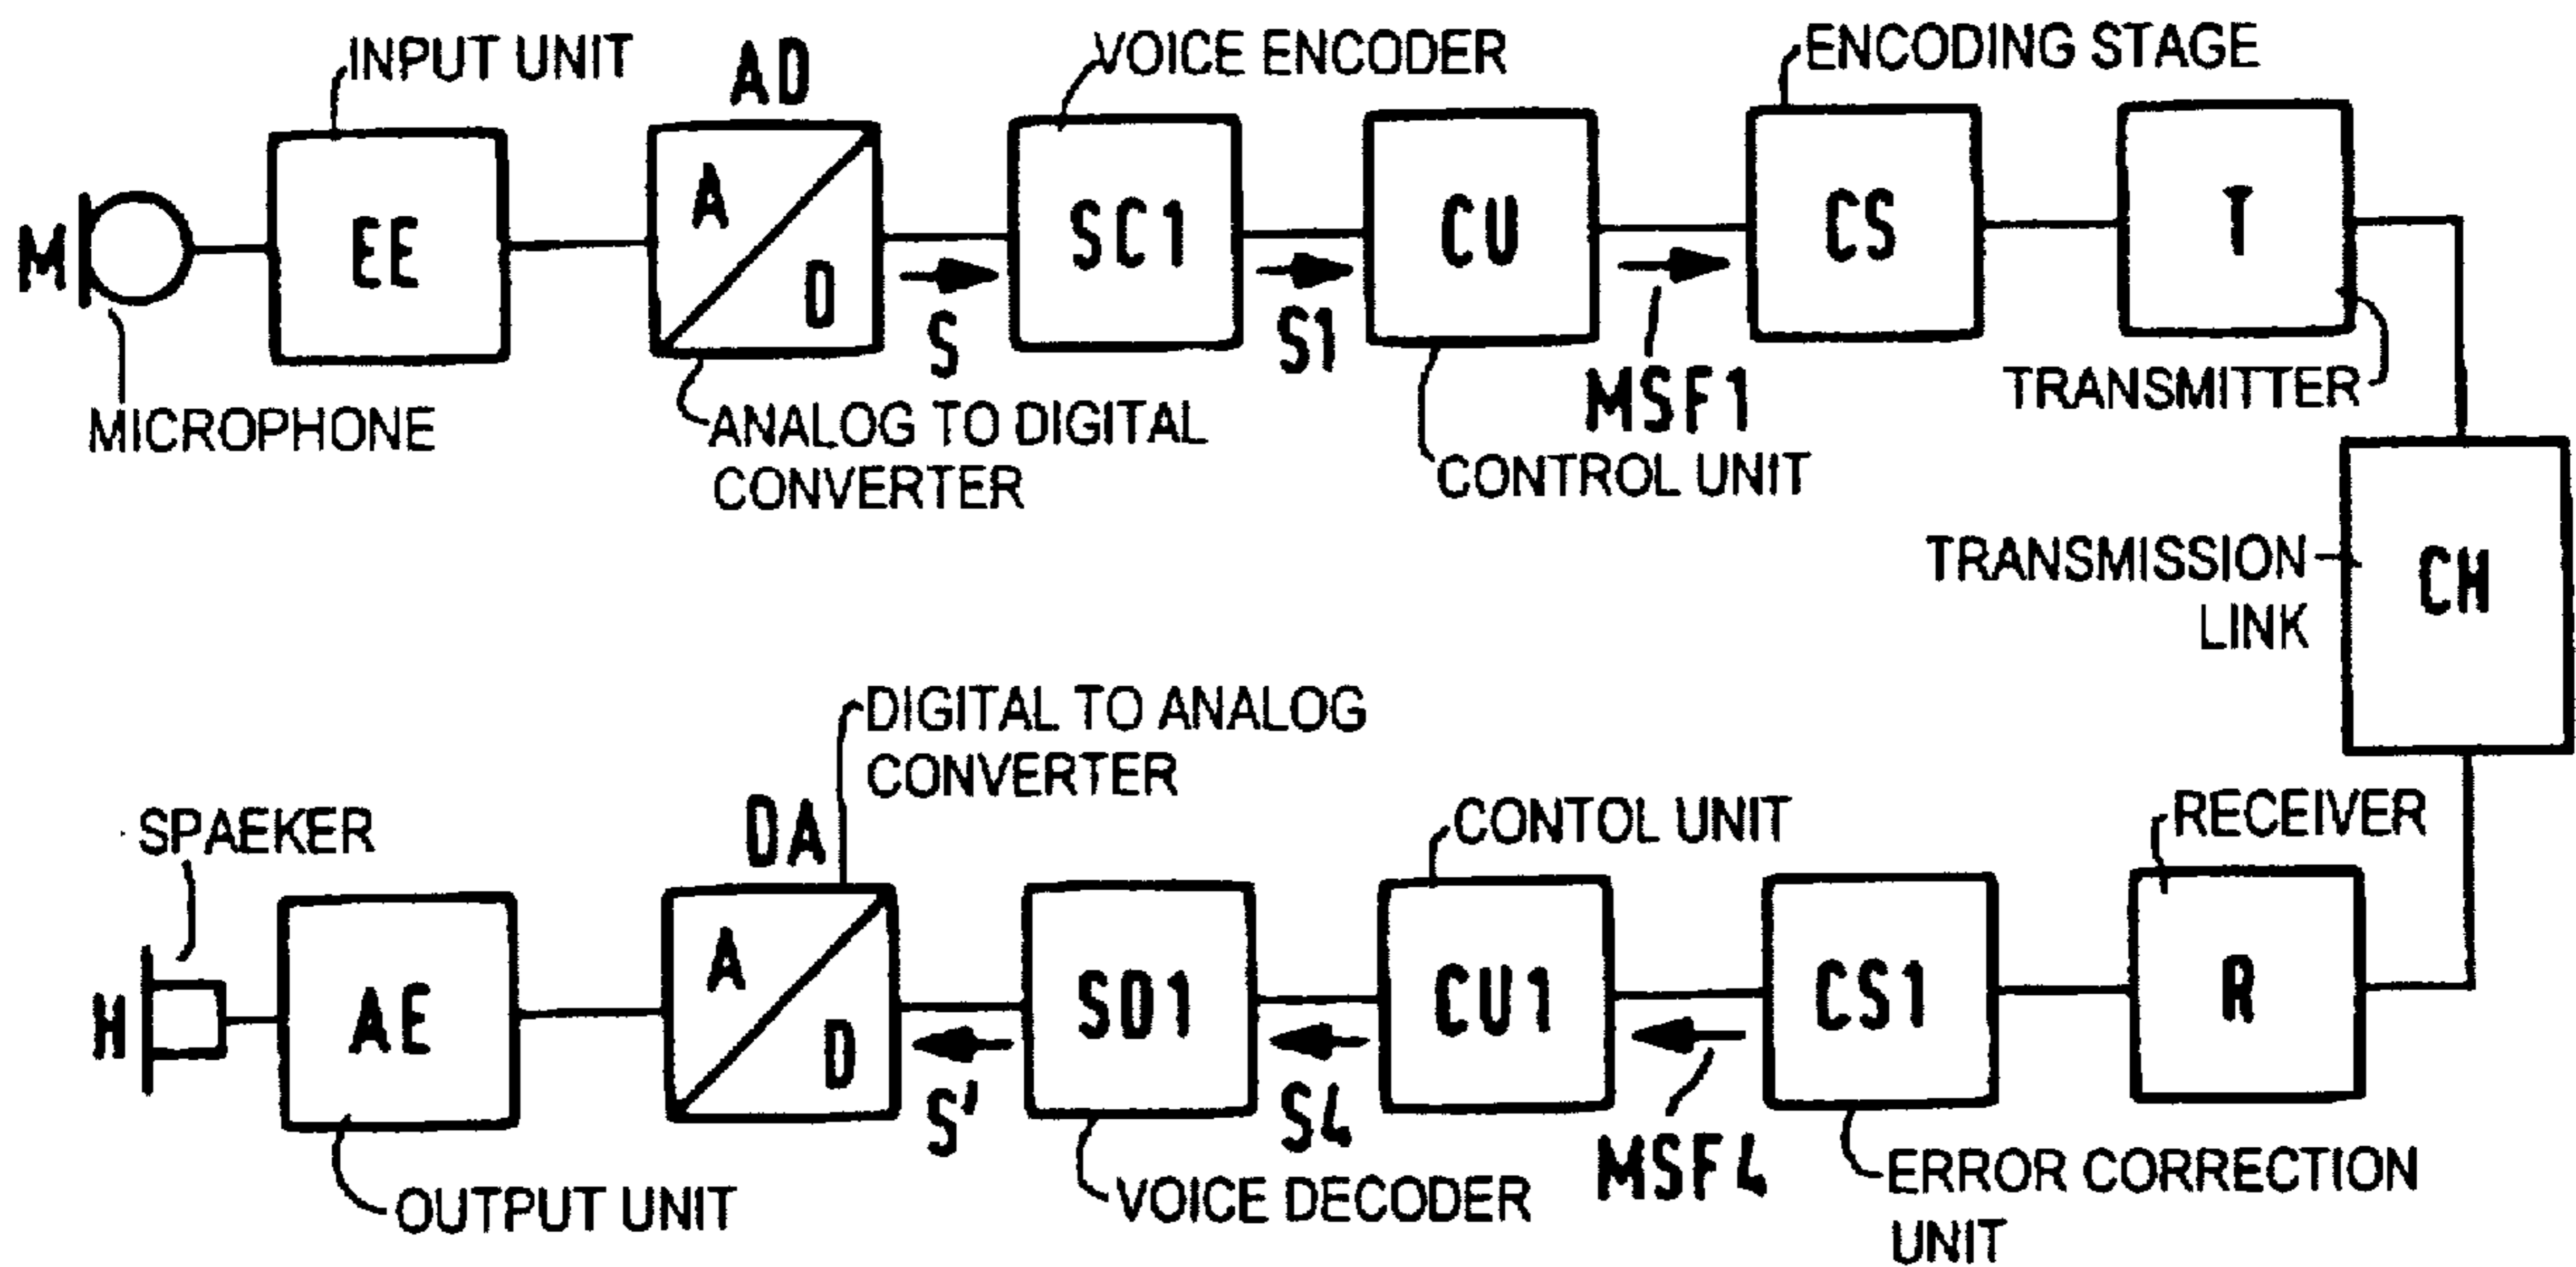 INPUT UNIT
AD
VOICE ENCODER
ENCODING STAGE
M
EE
A
D
SC1
CU
CS
T
S
S1
MSF1
MICROPHONE
ANALOG TO DIGITAL
CONVERTER
CONTROL UNIT
TRANSMITTER
TRANSMISSION
LINK
CH
DIGITAL TO ANALOG
CONVERTER
SPAEKER
DA
CONTOL UNIT
RECEIVER
H
AE
A
D
SD1
CU1
CS1
R
S'
S4
MSF4
OUTPUT UNIT
VOICE DECODER
ERROR CORRECTION
UNIT